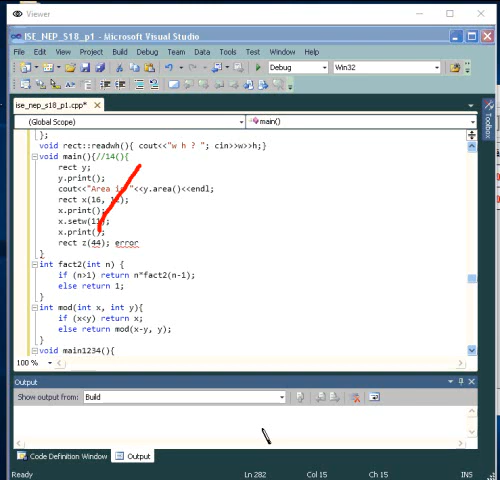 Viewer
ISE_NEP_S18_p1 - Microsoft Visual Studio
File Edit View Project Build Debug Team Data Tools Test Window Help
Debug Win32
ise_nep_s18_p1.cpp*
Toolbox
(Global Scope) main()
};
void rect::readwh(){ cout<<"w h ? "; cin>>w>>h;}
void main(){//14(){
rect y;
y.print();
cout<<"Area is "<<y.area()<<endl;
rect x(16, 12);
x.print();
x.setw(11);
x.print();
rect z(44); error
}
int fact2(int n) {
if (n>1) return n*fact2(n-1);
else return 1;
}
int mod(int x, int y){
if (x<y) return x;
else return mod(x-y, y);
}
void main1234(){
100 %
Output
Show output from: Build
Code Definition Window Output
Ready Ln 282 Col 15 Ch 15 INS